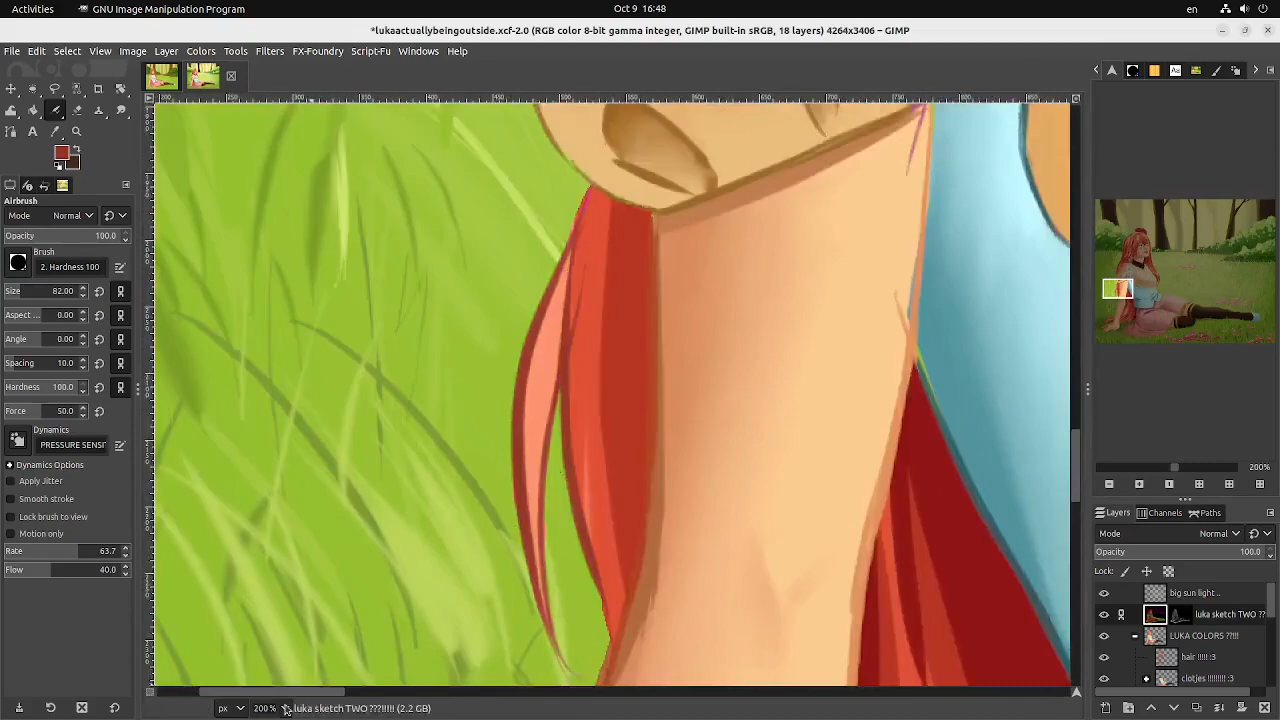 Activities GNU Image Manipulation Program Oct 9 16:48 en
*lukaactuallybeingoutside.xcf-2.0 (RGB color 8-bit gamma integer, GIMP built-in sRGB, 18 layers) 4264x3406 – GIMP
File Edit Select View Image Layer Colors Tools Filters FX-Foundry Script-Fu Windows Help
Airbrush
Mode Normal
Opacity 100.0
Brush
2. Hardness 100
Size 82.00
Aspect ... 0.00
Angle 0.00
Spacing 10.0
Hardness 100.0
Force 50.0
Dynamics
PRESSURE SENSI
Dynamics Options
Apply Jitter
Smooth stroke
Lock brush to view
Motion only
Rate 63.7
Flow 40.0
px 200 % luka sketch TWO ???!!!!! (2.2 GB)
200%
Layers Channels Paths
Mode Normal
Opacity 100.0
Lock:
big sun light ..
luka sketch TWO ??
LUKA COLORS ??!!!
hair !!!!! :3
clotjes !!!!!!!!! :3